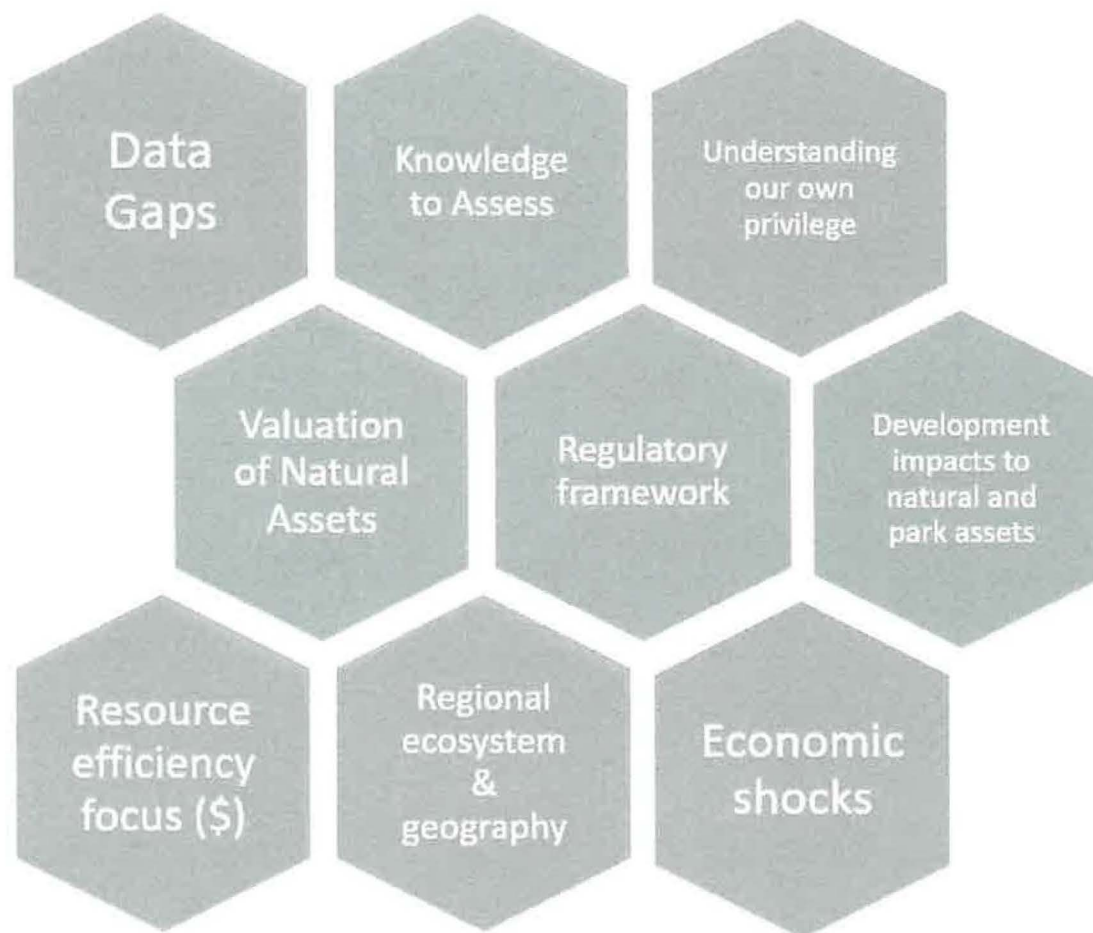 Data
Gaps
Knowledge
to Assess
Understanding
our own
privilege
Valuation
of Natural
Assets
Regulatory
framework
Development
impacts to
natural and
park assets
Resource
efficiency
focus ($)
Regional
ecosystem
&
geography
Economic
shocks